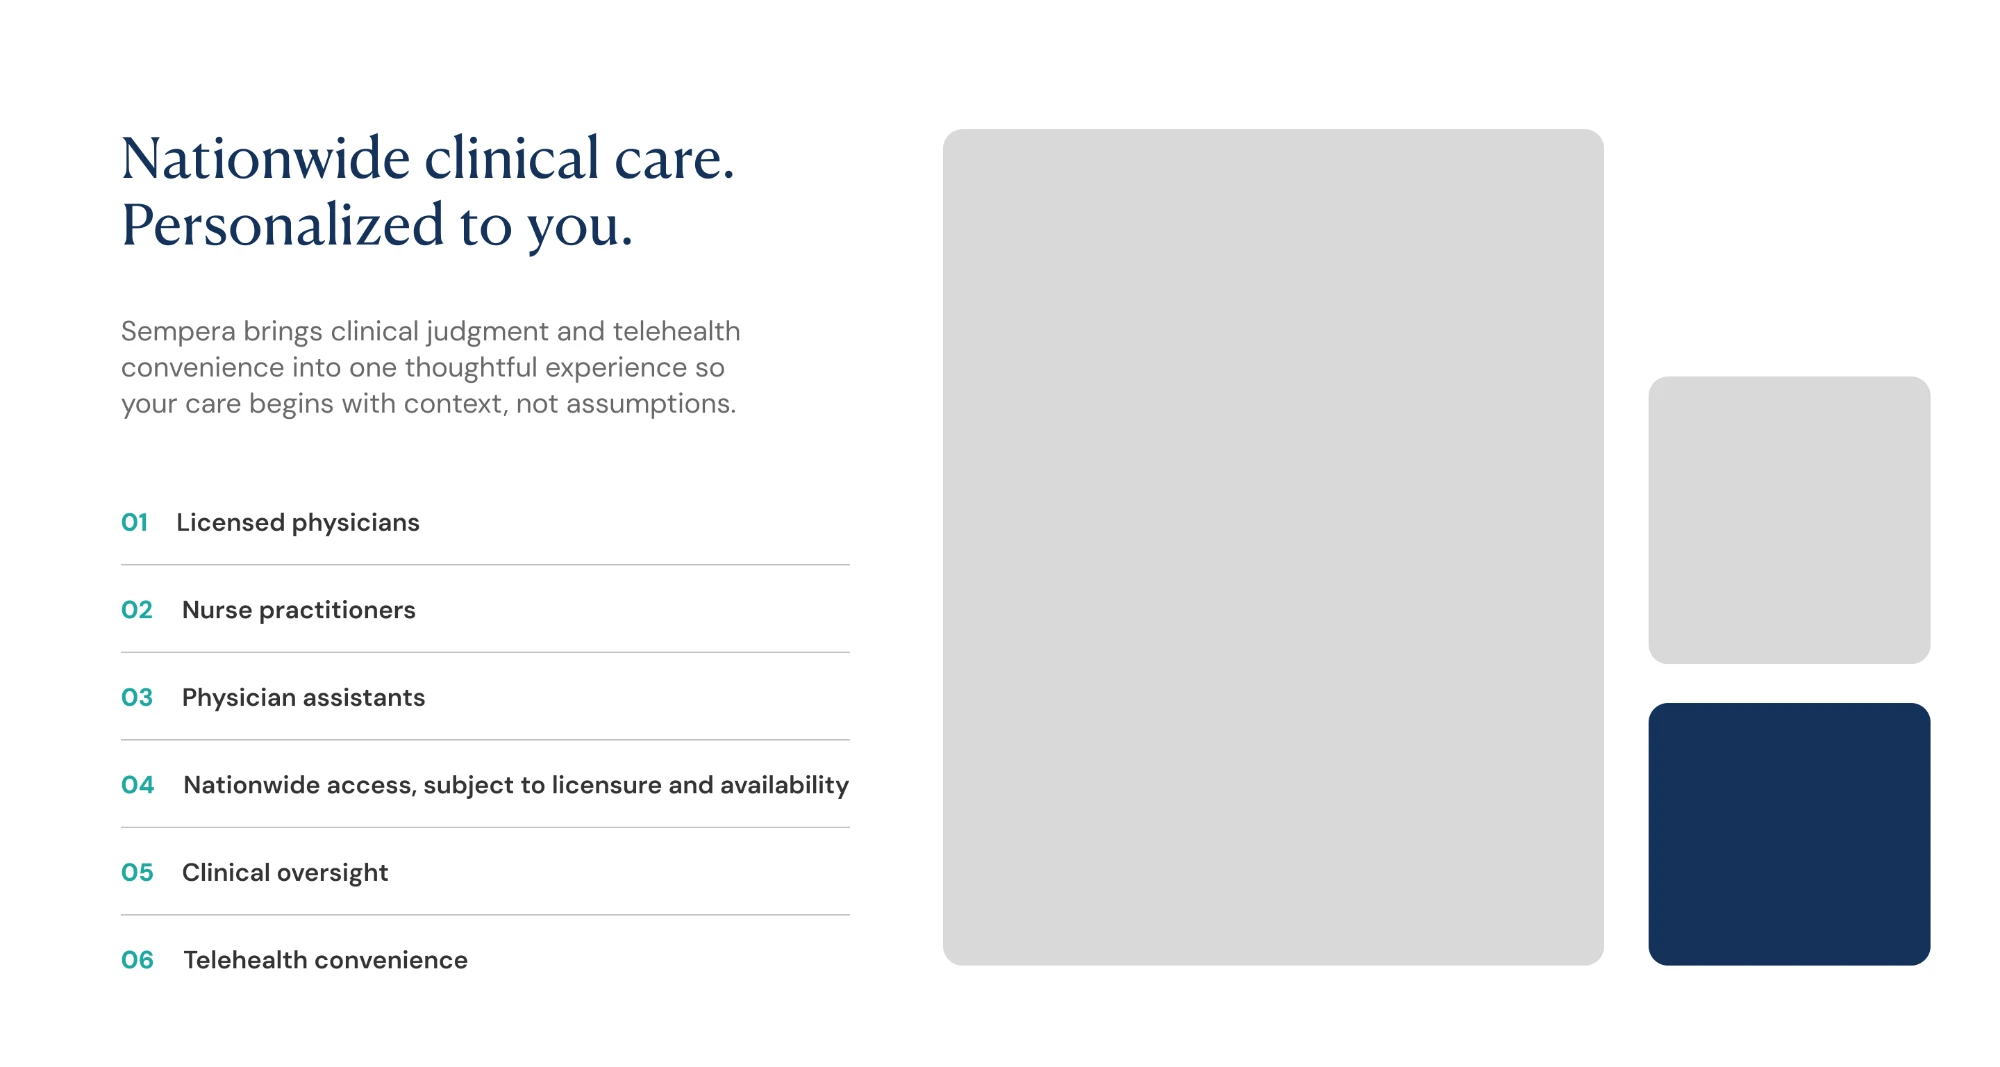 Nationwide clinical care.
Personalized to you.
Sempera brings clinical judgment and telehealth
convenience into one thoughtful experience so
your care begins with context, not assumptions.
01 Licensed physicians
02 Nurse practitioners
03 Physician assistants
04 Nationwide access, subject to licensure and availability
05 Clinical oversight
06 Telehealth convenience